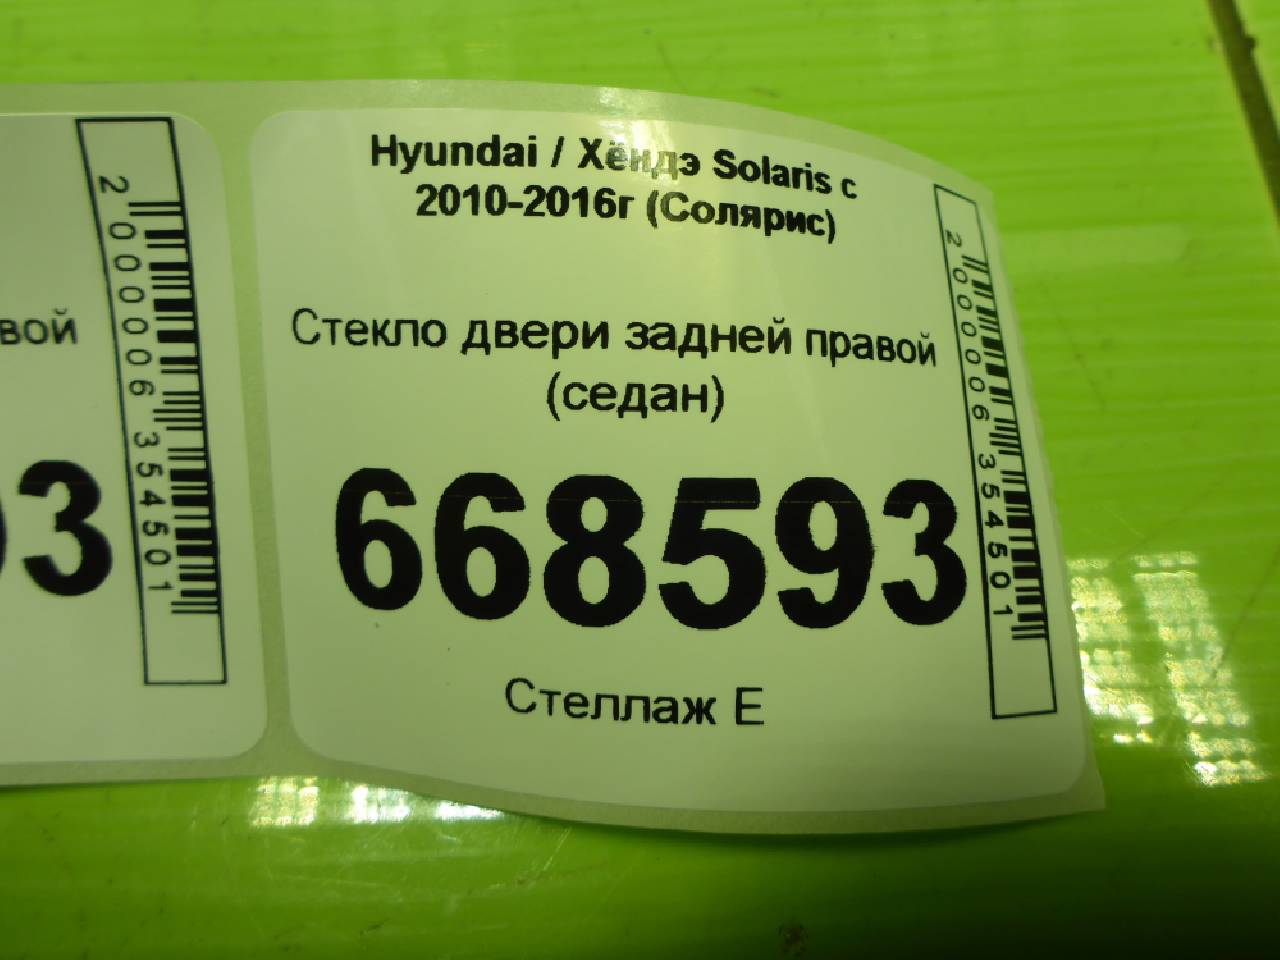 вой
93
2000006354501
Hyundai / Хёндэ Solaris с
2010-2016г (Солярис)
Стекло двери задней правой
(седан)
668593
Стеллаж Е
2000006354501